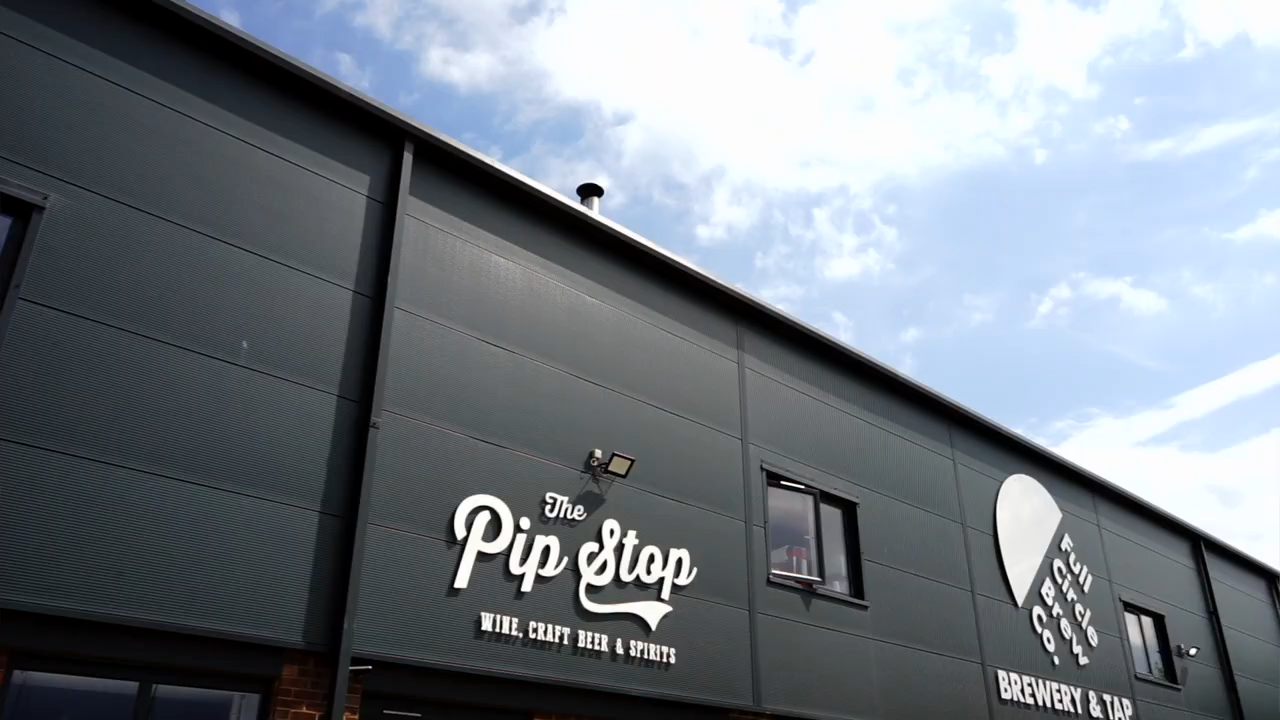 The
Pip Stop
WINE, CRAFT BEER & SPIRITS
Full
Circle
Brew
Co.
BREWERY & TAP